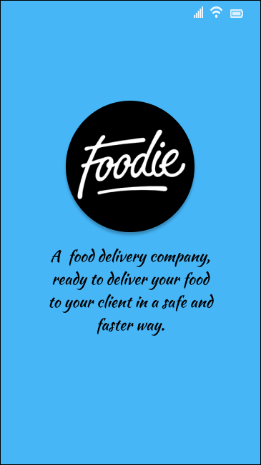 Foodie
A food delivery company,
ready to deliver your food
to your client in a safe and
faster way.